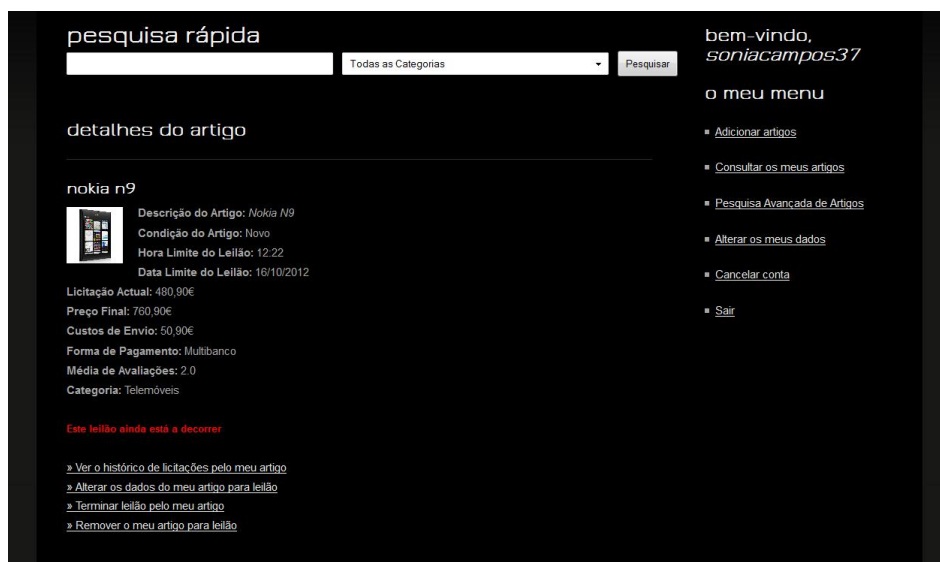 pesquisa rápida
Todas as Categorias
Pesquisar
detalhes do artigo
nokia n9
Descrição do Artigo: Nokia N9
Condição do Artigo: Novo
Hora Limite do Leilão: 12:22
Data Limite do Leilão: 16/10/2012
Licitação Actual: 480,90€
Preço Final: 760,90€
Custos de Envio: 50,90€
Forma de Pagamento: Multibanco
Média de Avaliações: 2.0
Categoria: Telemóveis
Este leilão ainda está a decorrer
» Ver o histórico de licitações pelo meu artigo
» Alterar os dados do meu artigo para leilão
» Terminar leilão pelo meu artigo
» Remover o meu artigo para leilão
bem-vindo,
soniacampos37
o meu menu
Adicionar artigos
Consultar os meus artigos
Pesquisa Avançada de Artigos
Alterar os meus dados
Cancelar conta
Sair